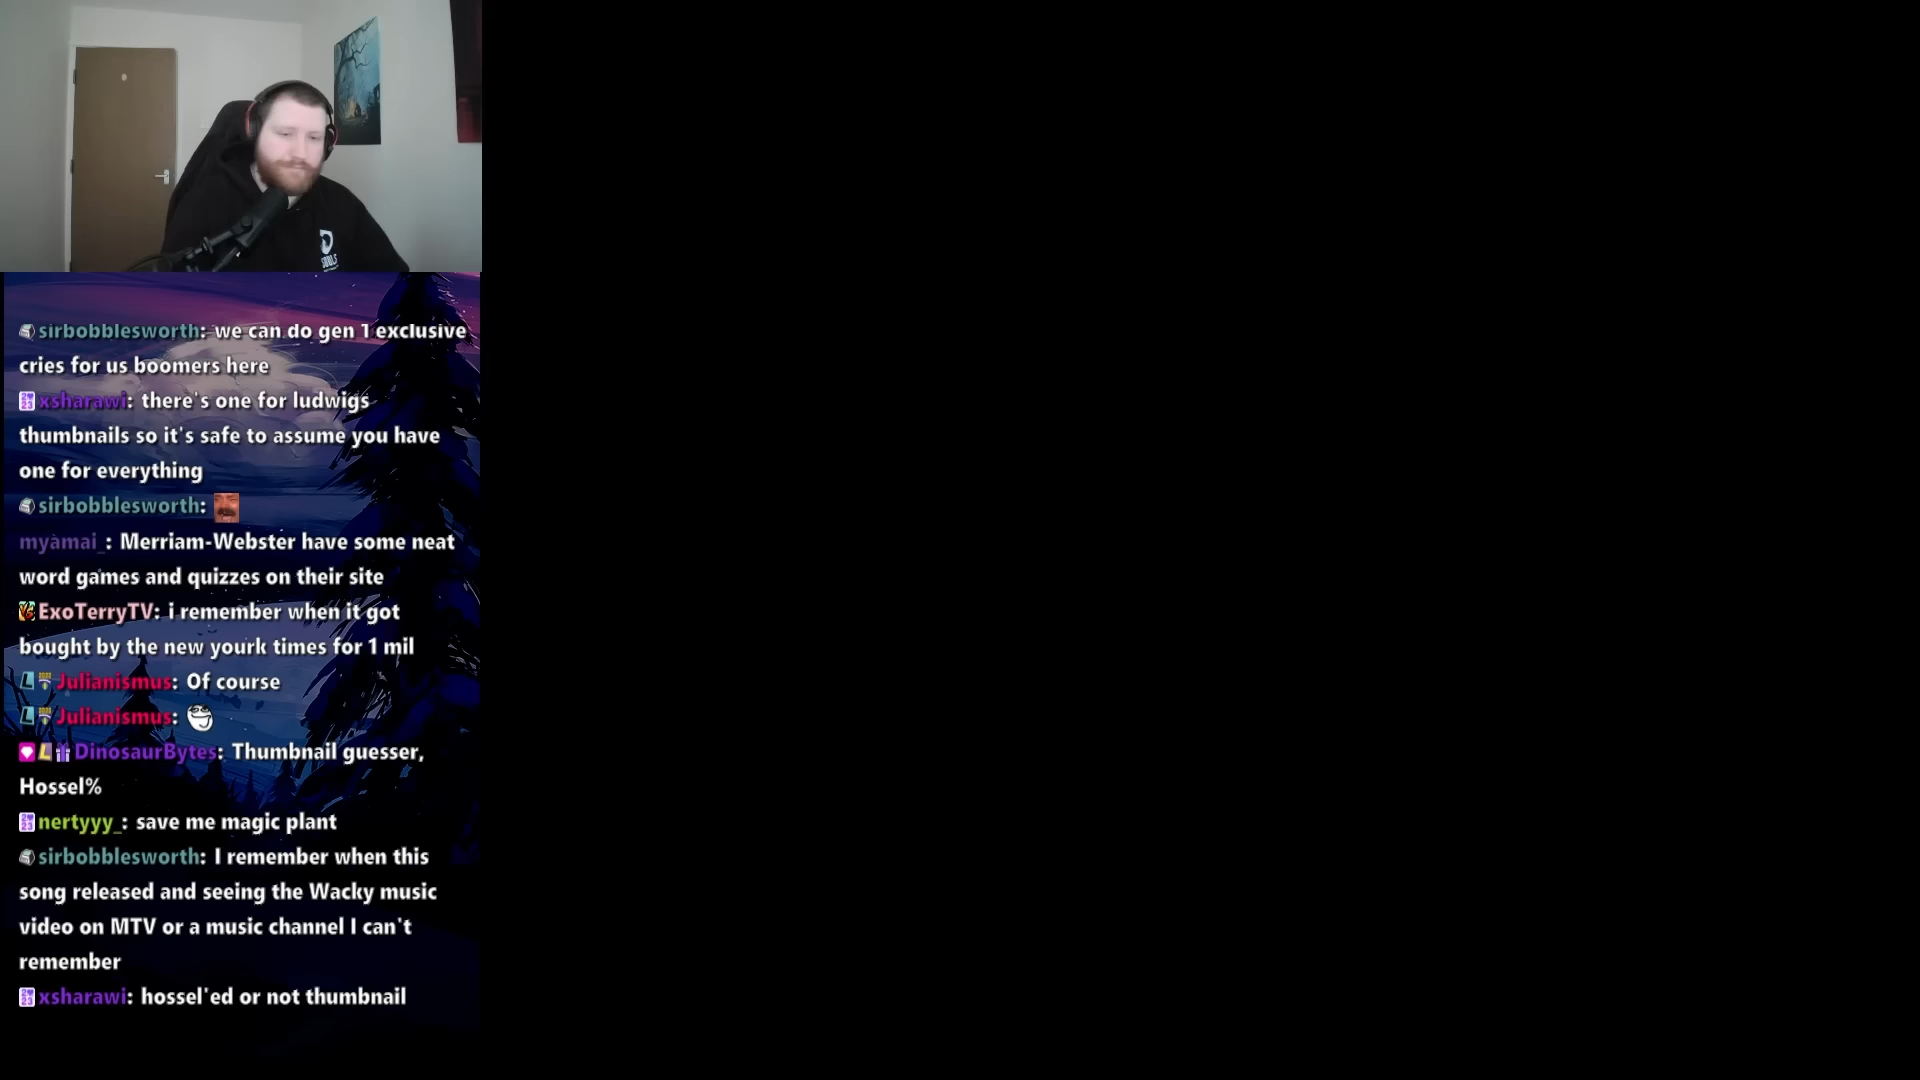 SOULS
sirbobblesworth: we can do gen 1 exclusive
cries for us boomers here
xsharawi: there's one for ludwigs
thumbnails so it's safe to assume you have
one for everything
sirbobblesworth:
myamai_: Merriam-Webster have some neat
word games and quizzes on their site
ExoTerryTV: i remember when it got
bought by the new yourk times for 1 mil
Julianismus: Of course
Julianismus:
DinosaurBytes: Thumbnail guesser,
Hossel%
nertyyy_: save me magic plant
sirbobblesworth: I remember when this
song released and seeing the Wacky music
video on MTV or a music channel I can't
remember
xsharawi: hossel'ed or not thumbnail